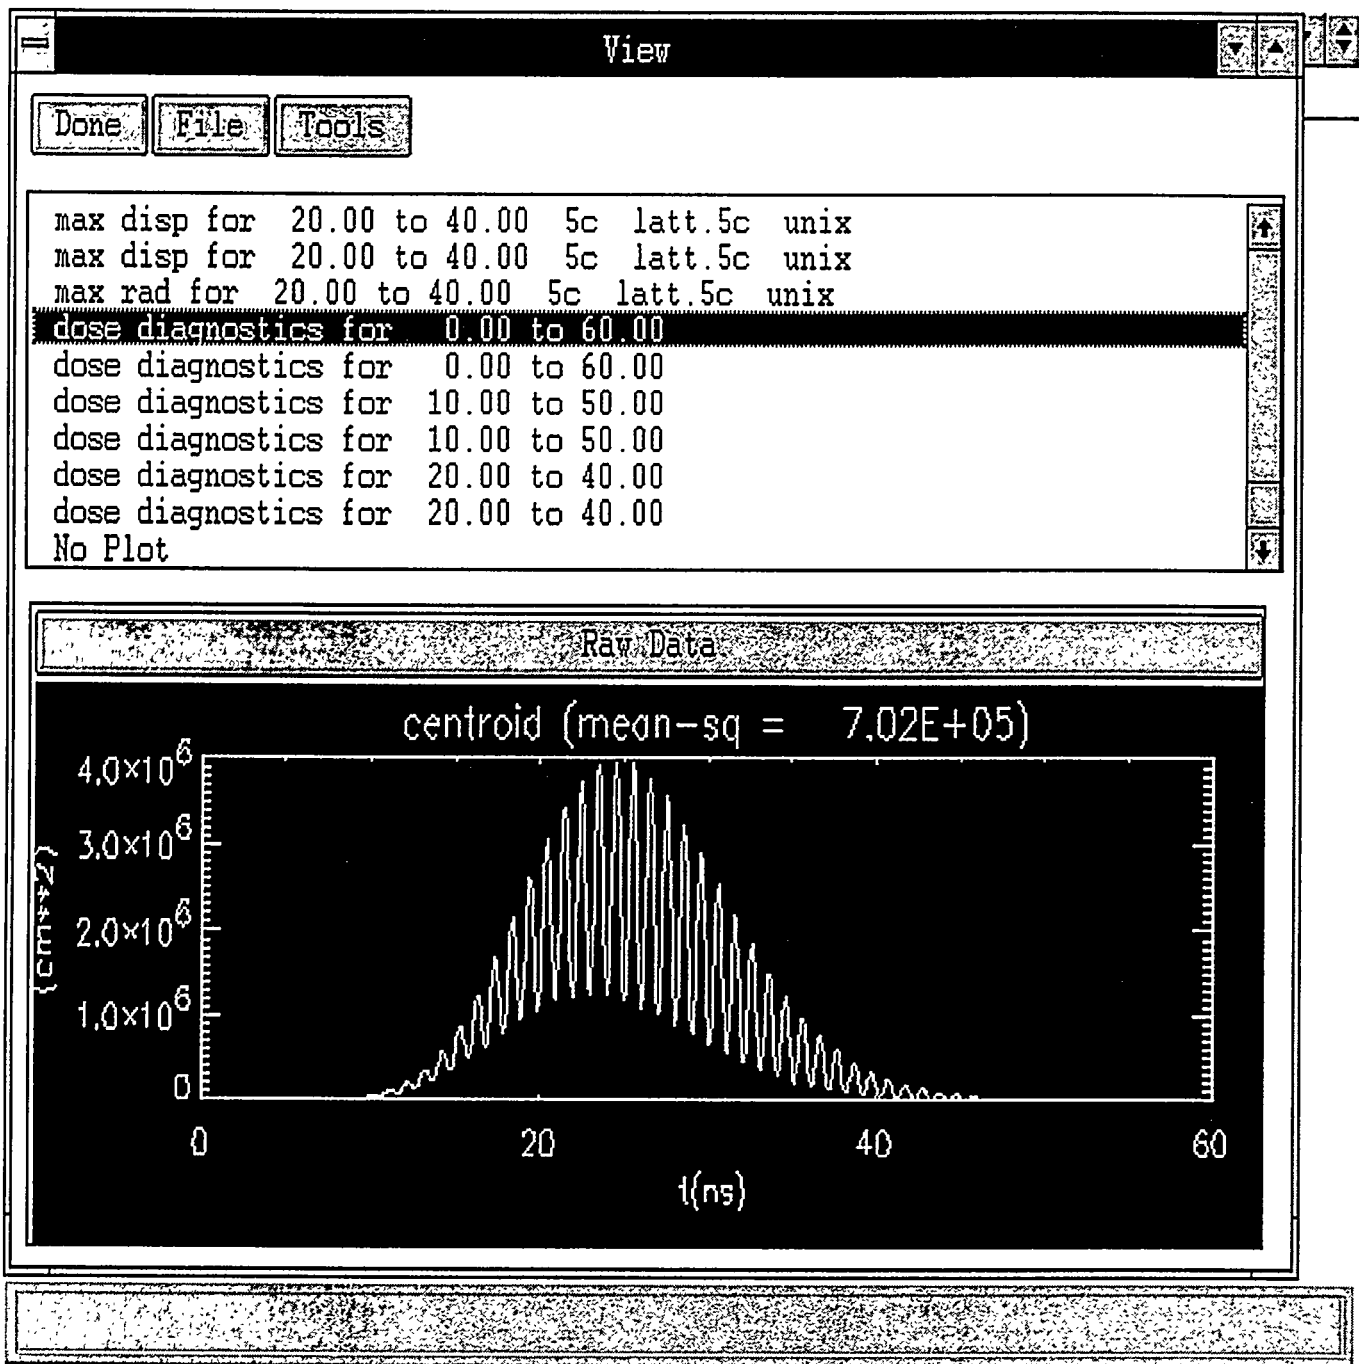 View
Done File Tools
max disp for 20.00 to 40.00 5c latt.5c unix
max disp for 20.00 to 40.00 5c latt.5c unix
max rad for 20.00 to 40.00 5c latt.5c unix
dose diagnostics for 0.00 to 60.00
dose diagnostics for 0.00 to 60.00
dose diagnostics for 10.00 to 50.00
dose diagnostics for 10.00 to 50.00
dose diagnostics for 20.00 to 40.00
dose diagnostics for 20.00 to 40.00
No Plot
Raw Data
centroid (mean-sq = 7.02E+05)
4.0×10⁶
3.0×10⁶
2.0×10⁶
1.0×10⁶
0
(cm**2)
0 20 40 60
t(ns)